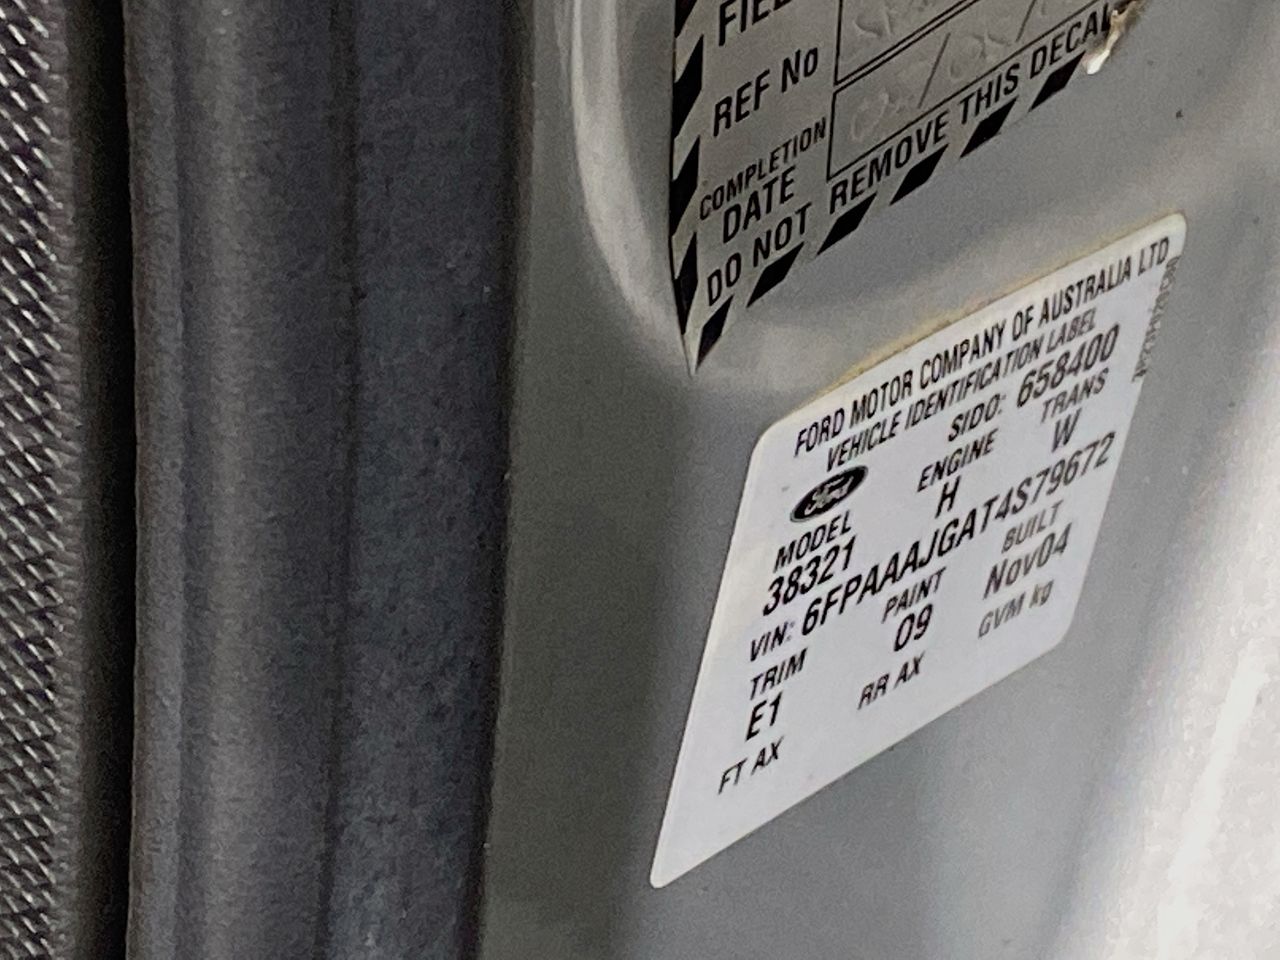 REF No
COMPLETION
DATE
DO NOT REMOVE THIS DECAL
FORD MOTOR COMPANY OF AUSTRALIA LTD
VEHICLE IDENTIFICATION LABEL
Ford
SIDO: 658400
MODEL ENGINE TRANS
38321 H W
VIN: 6FPAAAJGAT4S79672
TRIM PAINT BUILT
E1 09 Nov04
FT AX RR AX GVM kg